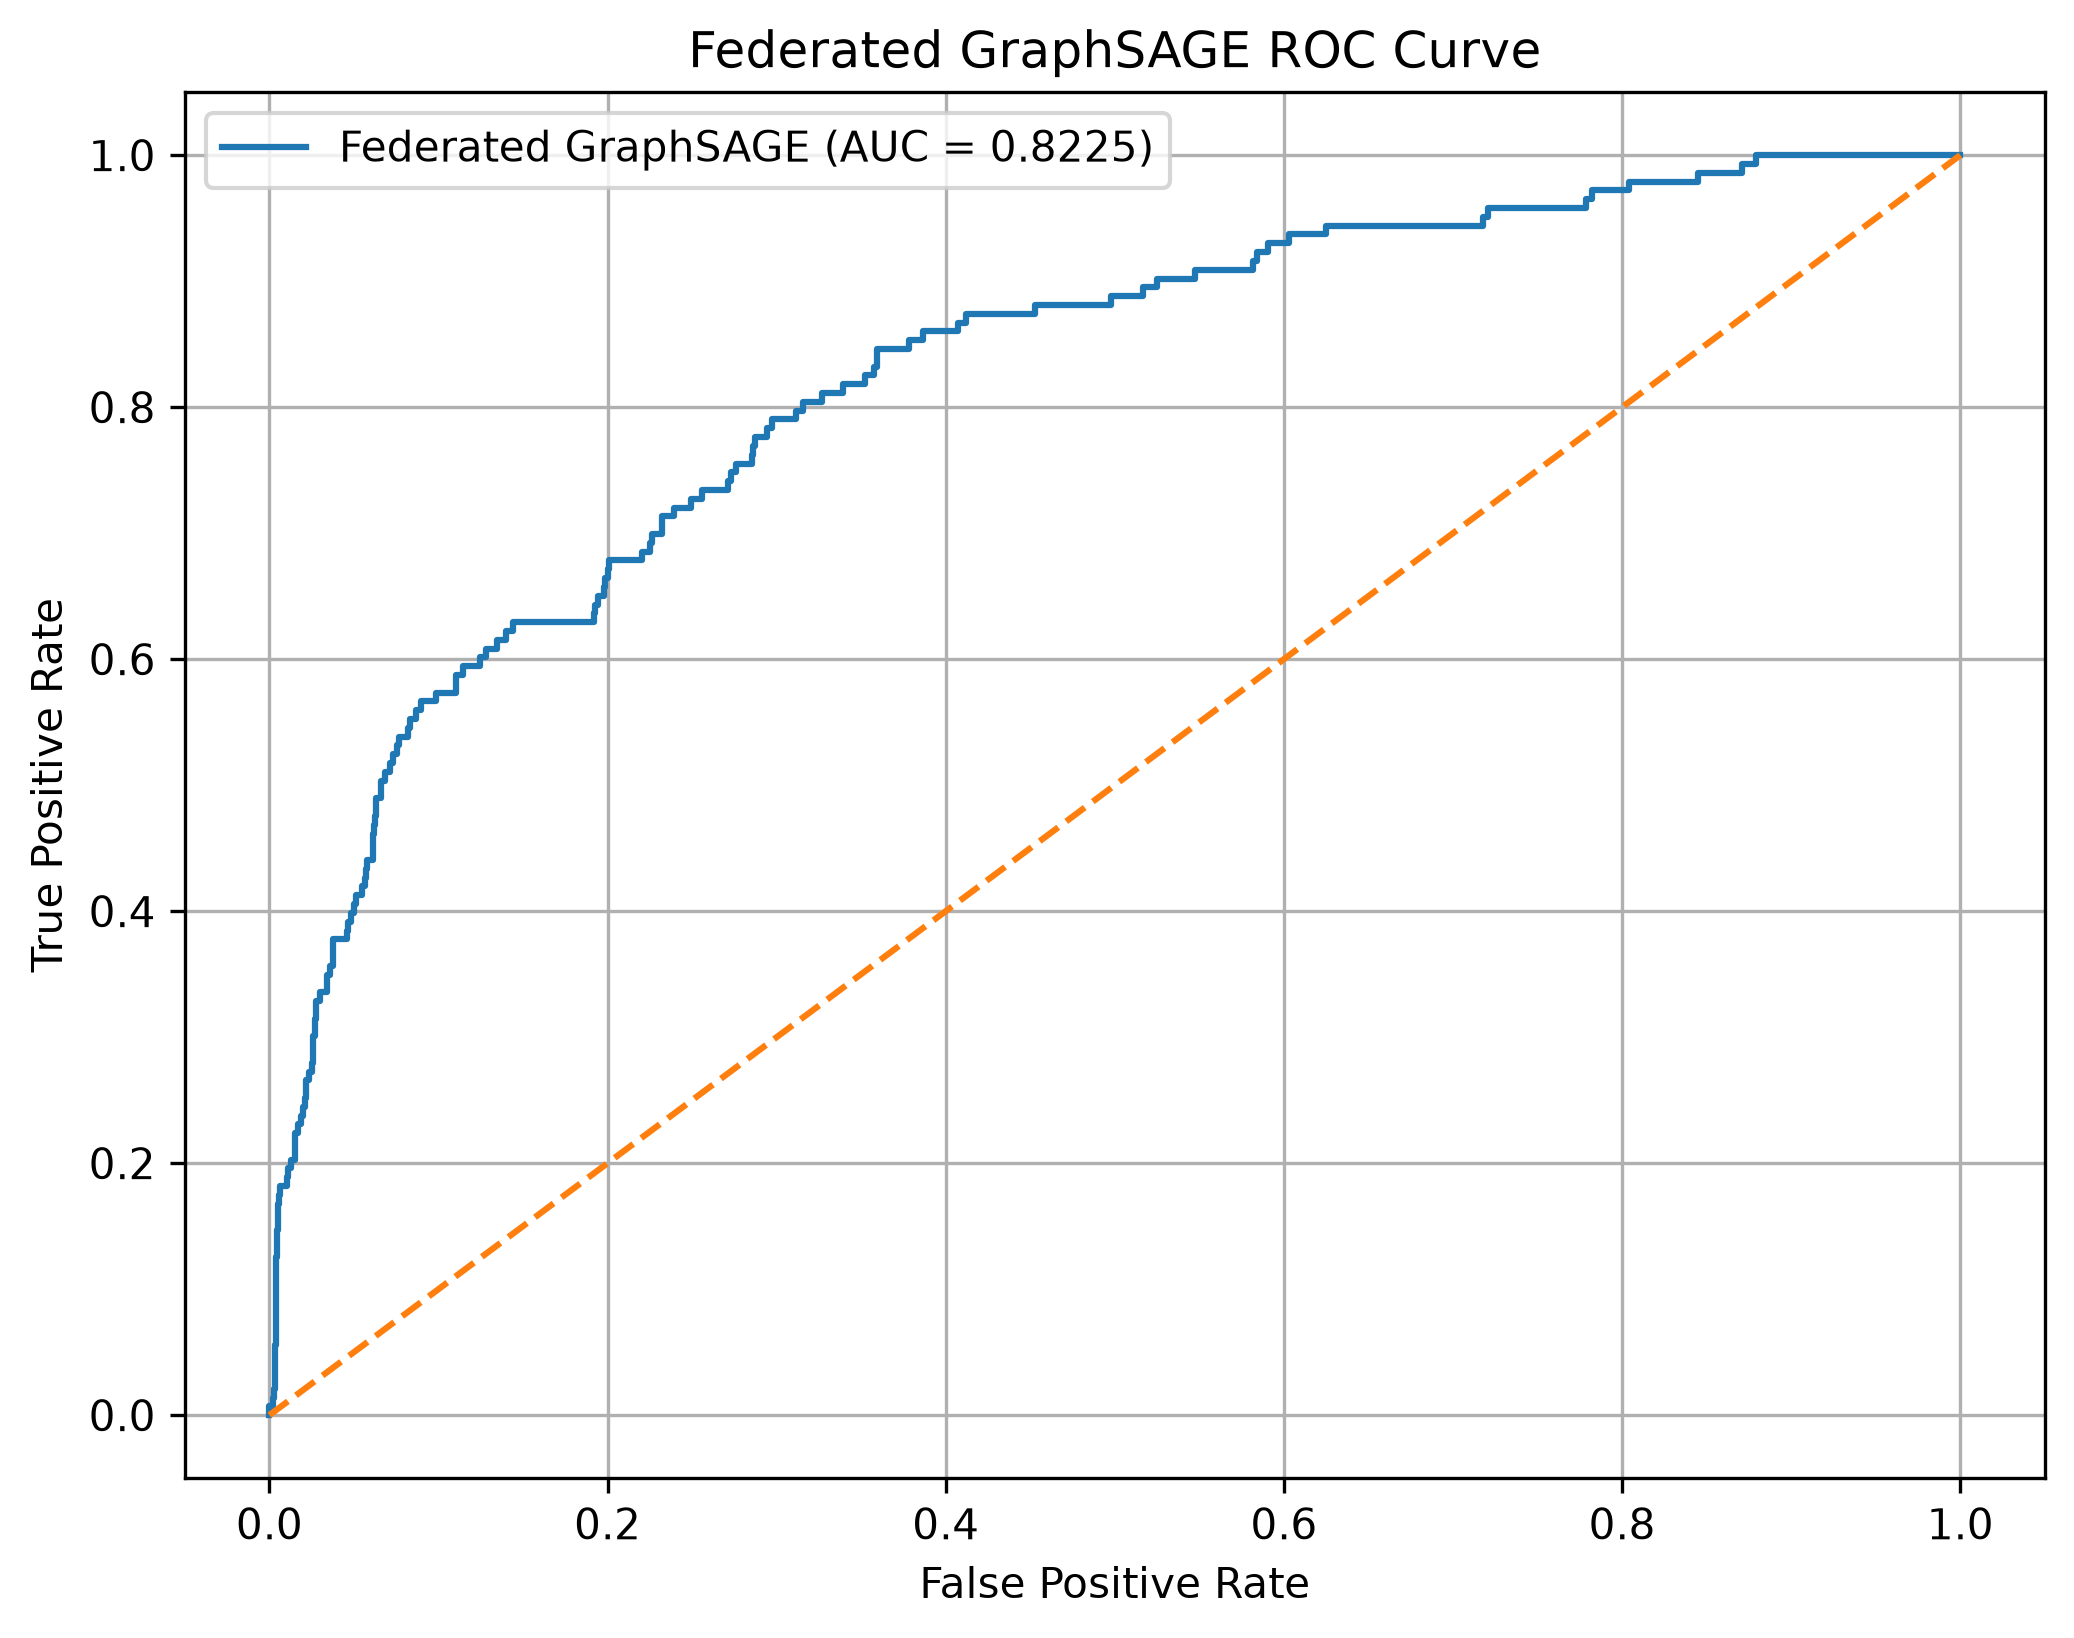 Federated GraphSAGE ROC Curve
Federated GraphSAGE (AUC = 0.8225)
1.0
0.8
0.6
0.4
0.2
0.0
True Positive Rate
0.0 0.2 0.4 0.6 0.8 1.0
False Positive Rate